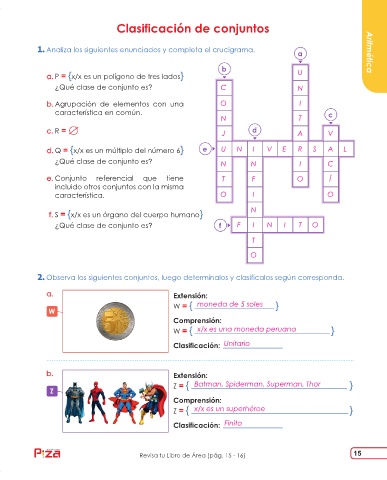 Clasificación de conjuntos
1. Analiza los siguientes enunciados y completa el crucigrama.
Aritmética
a. P = {x/x es un polígono de tres lados}
¿Qué clase de conjunto es?
b. Agrupación de elementos con una
característica en común.
c. R = ∅
d. Q = {x/x es un múltiplo del número 6}
¿Qué clase de conjunto es?
e. Conjunto referencial que tiene
incluido otros conjuntos con la misma
característica.
f. S = {x/x es un órgano del cuerpo humano}
¿Qué clase de conjunto es?
a
b U
C N
O I
N T c
J d A V
e U N I V E R S A L
N N I C
T F O Í
O I O
N
f F I N I T O
T
O
2. Observa los siguientes conjuntos, luego determínalos y clasifícalos según corresponda.
a.
W
Extensión:
W = { moneda de 5 soles }
Comprensión:
W = { x/x es una moneda peruana }
Clasificación: Unitario
b.
Z
Extensión:
Z = { Batman, Spiderman, Superman, Thor }
Comprensión:
Z = { x/x es un superhéroe }
Clasificación: Finito
Revisa tu Libro de Área (pág. 15 - 16)
15